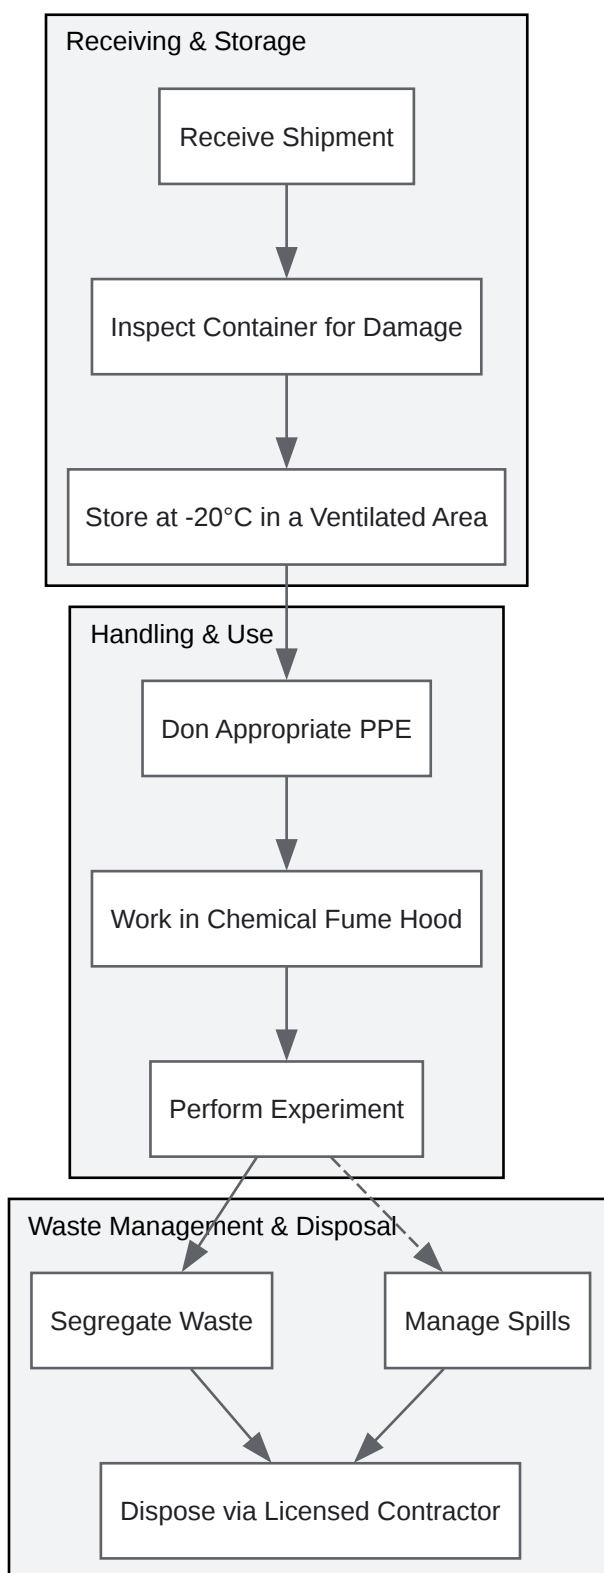 Receiving & Storage
Receive Shipment
Inspect Container for Damage
Store at -20°C in a Ventilated Area
Handling & Use
Don Appropriate PPE
Work in Chemical Fume Hood
Perform Experiment
Waste Management & Disposal
Segregate Waste
Manage Spills
Dispose via Licensed Contractor